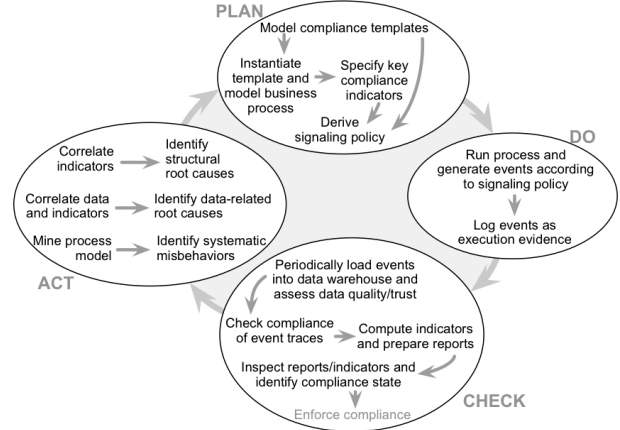 PLAN
Model compliance templates
Instantiate
template and
model business
process
Specify key
compliance
indicators
Derive
signaling policy
DO
Run process and
generate events according
to signaling policy
Log events as
execution evidence
Correlate
indicators
Identify
structural
root causes
Correlate data
and indicators
Identify data-related
root causes
Mine process
model
Identify systematic
misbehaviors
ACT
Periodically load events
into data warehouse and
assess data quality/trust
Check compliance
of event traces
Compute indicators
and prepare reports
Inspect reports/indicators and
identify compliance state
Enforce compliance
CHECK